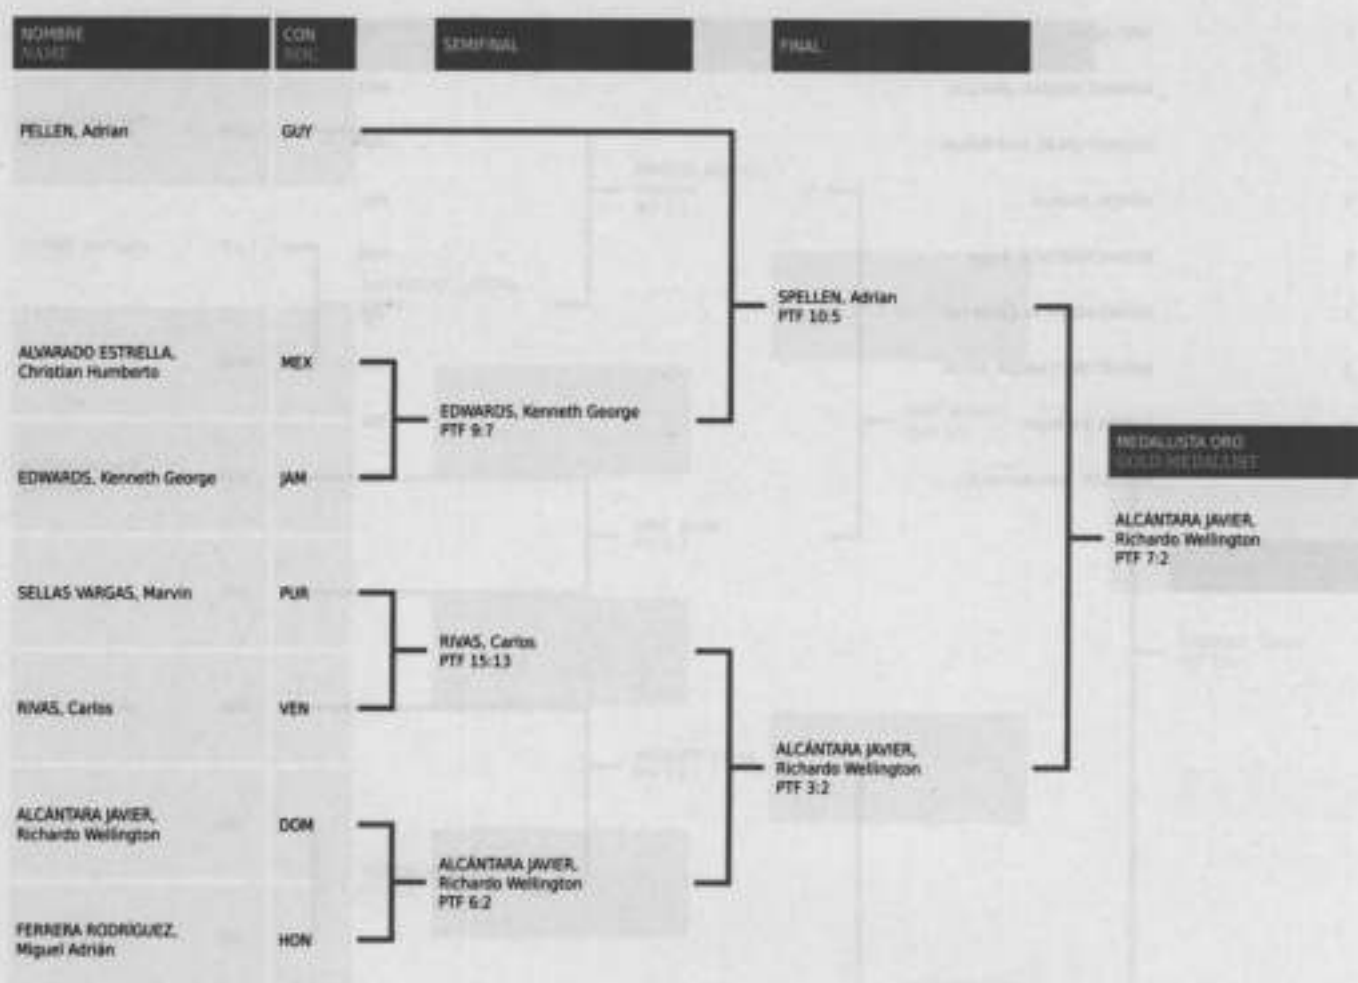 NOMBRE
NAME
CON
NOC
SEMIFINAL
FINAL
PELLEN, Adrian
GUY
ALVARADO ESTRELLA,
Christian Humberto
MEX
EDWARDS, Kenneth George
JAM
SELLAS VARGAS, Marvin
PUR
RIVAS, Carlos
VEN
ALCÁNTARA JAVIER,
Richardo Wellington
DOM
FERRERA RODRÍGUEZ,
Miguel Adrián
HON
EDWARDS, Kenneth George
PTF 9:7
RIVAS, Carlos
PTF 15:13
ALCÁNTARA JAVIER,
Richardo Wellington
PTF 6:2
SPELLEN, Adrian
PTF 10:5
ALCÁNTARA JAVIER,
Richardo Wellington
PTF 3:2
MEDALLISTA ORO
GOLD MEDALLIST
ALCÁNTARA JAVIER,
Richardo Wellington
PTF 7:2